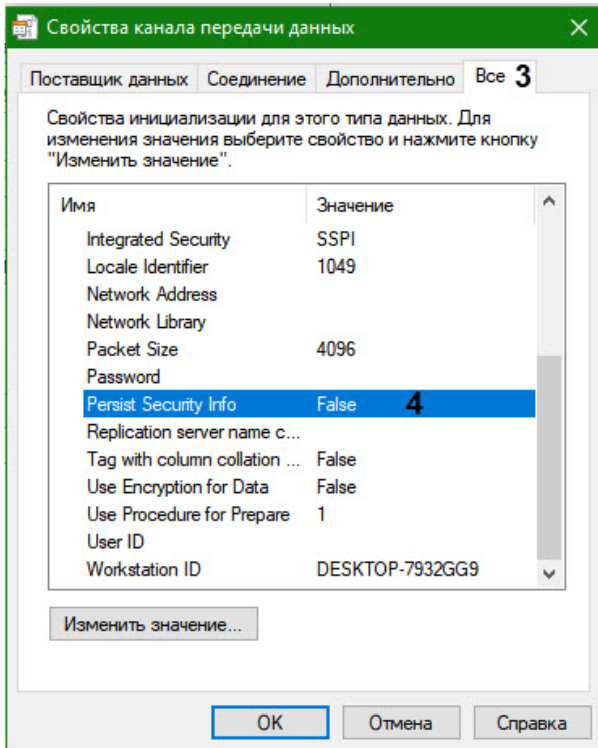 Свойства канала передачи данных
Поставщик данных Соединение Дополнительно Все 3
Свойства инициализации для этого типа данных. Для
изменения значения выберите свойство и нажмите кнопку
"Изменить значение".
Имя Значение
Integrated Security SSPI
Locale Identifier 1049
Network Address
Network Library
Packet Size 4096
Password
Persist Security Info False 4
Replication server name c...
Tag with column collation ... False
Use Encryption for Data False
Use Procedure for Prepare 1
User ID
Workstation ID DESKTOP-7932GG9
Изменить значение...
OK Отмена Справка